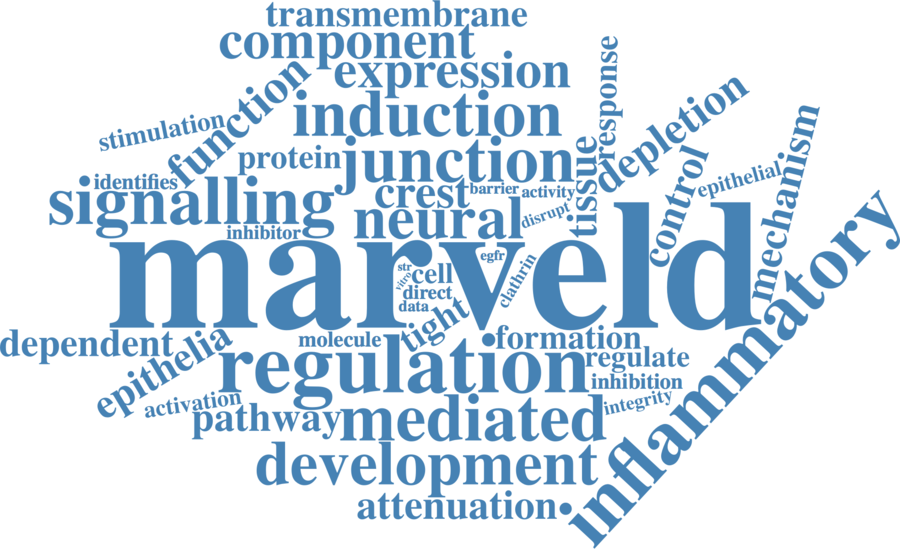 transmembrane
component
expression
function
stimulation
induction
response
depletion
protein
junction
tissue
mechanism
identifies
signalling
crest
barrier
activity
control
epithelial
neural
disrupt
inhibitor
marveld
egfr
str
cell
vitro
clathrin
direct
data
inflammatory
tight
dependent
epithelia
molecule
formation
regulation
regulate
inhibition
activation
integrity
pathway
mediated
development
attenuation
•